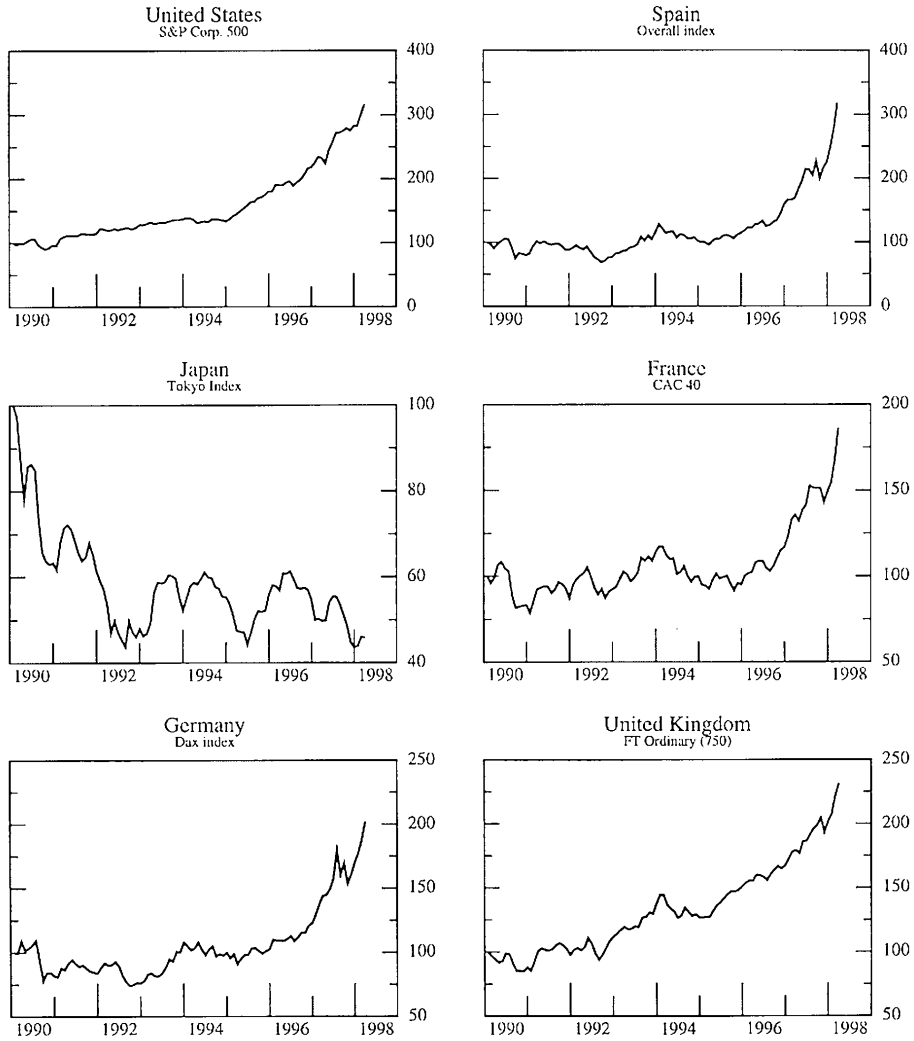 United States
S&P Corp. 500
400
300
200
100
0
1990 1992 1994 1996 1998
Spain
Overall index
400
300
200
100
0
1990 1992 1994 1996 1998
Japan
Tokyo Index
100
80
60
40
1990 1992 1994 1996 1998
France
CAC 40
200
150
100
50
1990 1992 1994 1996 1998
Germany
Dax index
250
200
150
100
50
1990 1992 1994 1996 1998
United Kingdom
FT Ordinary (750)
250
200
150
100
50
1990 1992 1994 1996 1998